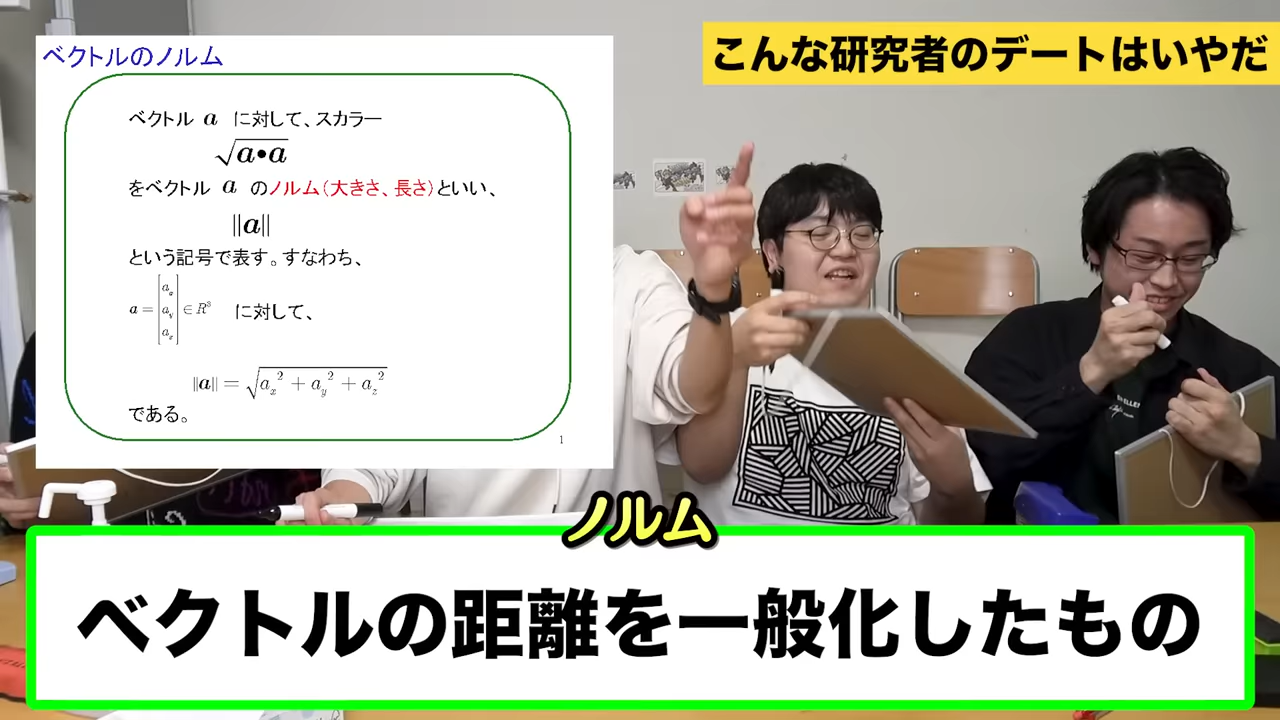 ベクトルのノルム
こんな研究者のデートはいやだ
ベクトル a に対して、スカラー
√a•a
をベクトル a のノルム(大きさ、長さ)といい、
||a||
という記号で表す。すなわち、
に対して、
||a|| = √a_x² + a_y² + a_z²
である。
1
ノルム
ベクトルの距離を一般化したもの